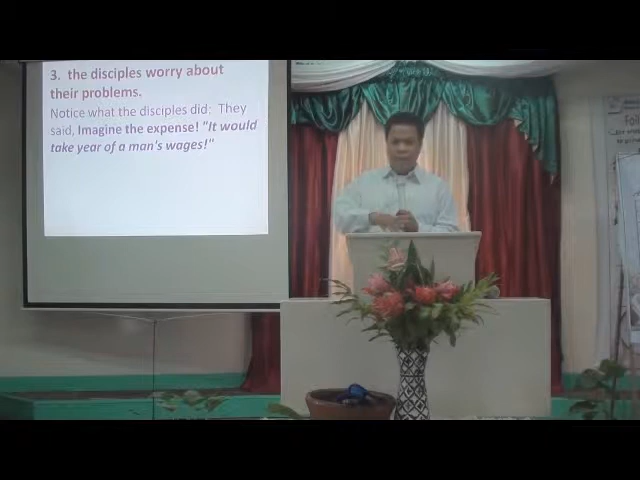 3. the disciples worry about
their problems.
Notice what the disciples did: They
said, Imagine the expense! "It would
take year of a man's wages!"